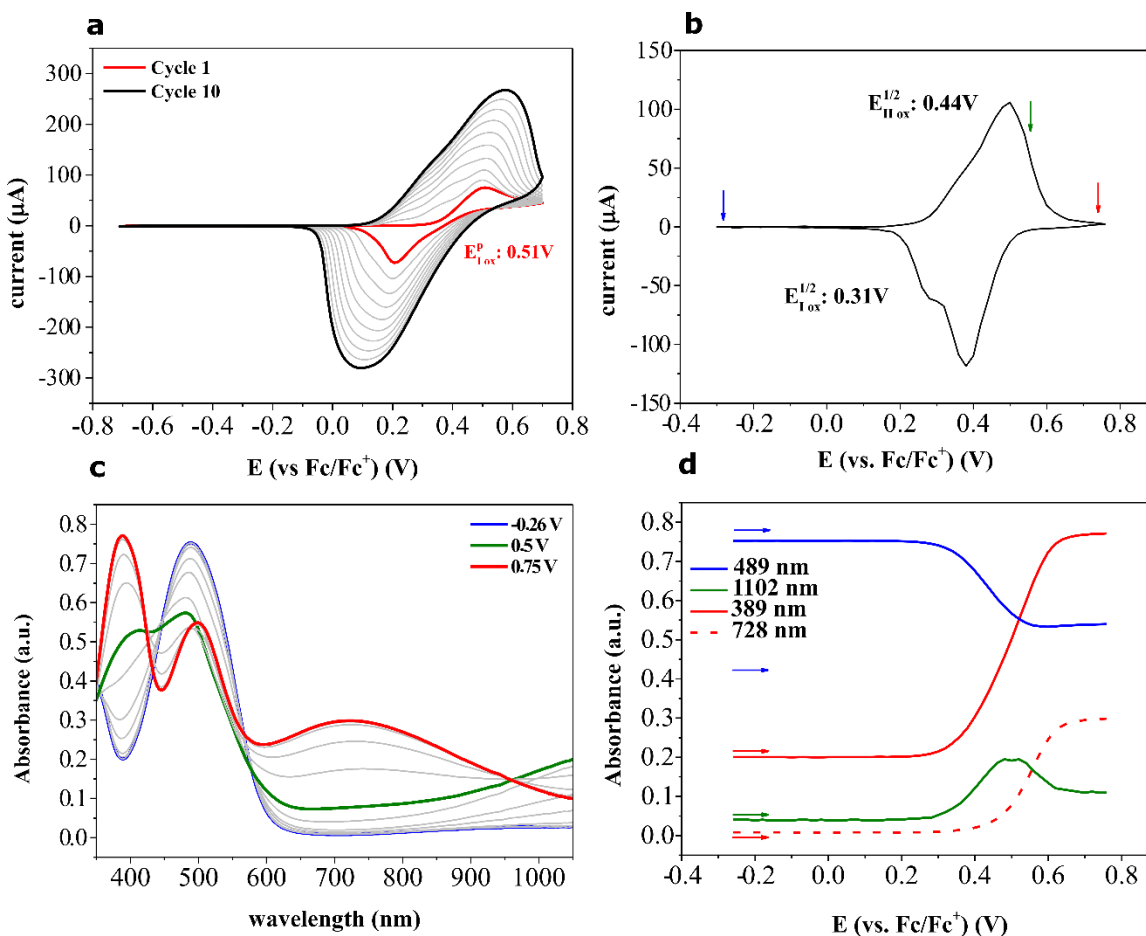 a
Cycle 1
Cycle 10
300
200
100
0
-100
-200
-300
current (µA)
E^p_{I ox}: 0.51V
-0.8 -0.6 -0.4 -0.2 0.0 0.2 0.4 0.6 0.8
E (vs Fc/Fc⁺) (V)
b
150
100
50
0
-50
-100
-150
current (µA)
E^{1/2}_{II ox}: 0.44V
E^{1/2}_{I ox}: 0.31V
-0.4 -0.2 0.0 0.2 0.4 0.6 0.8
E (vs. Fc/Fc⁺) (V)
c
0.8
0.7
0.6
0.5
0.4
0.3
0.2
0.1
0.0
Absorbance (a.u.)
-0.26 V
0.5 V
0.75 V
400 500 600 700 800 900 1000
wavelength (nm)
d
0.8
0.7
0.6
0.5
0.4
0.3
0.2
0.1
0.0
Absorbance (a.u.)
489 nm
1102 nm
389 nm
728 nm
-0.4 -0.2 0.0 0.2 0.4 0.6 0.8
E (vs. Fc/Fc⁺) (V)